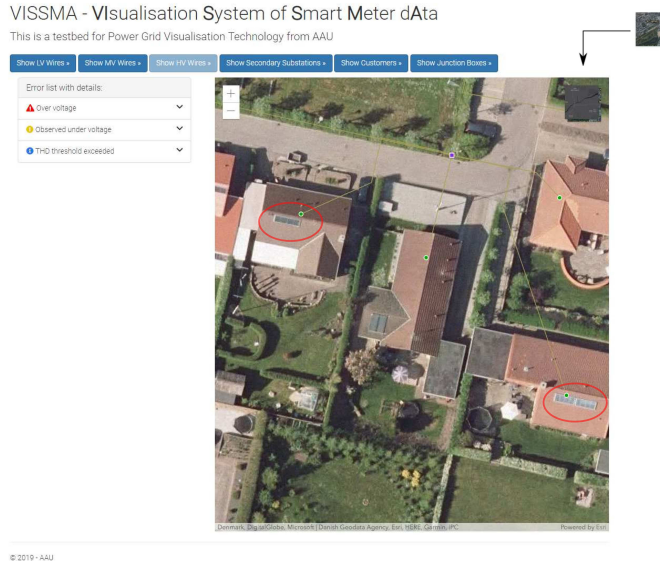 VISSMA - VIsualisation System of Smart Meter dAta
This is a testbed for Power Grid Visualisation Technology from AAU
Show LV Wires » Show MV Wires » Show HV Wires » Show Secondary Substations » Show Customers » Show Junction Boxes »
Error list with details:
Over voltage
Observed under voltage
THD threshold exceeded
+
−
Denmark, DigitalGlobe, Microsoft | Danish Geodata Agency, Esri, HERE, Garmin, IPC Powered by Esri
© 2019 - AAU